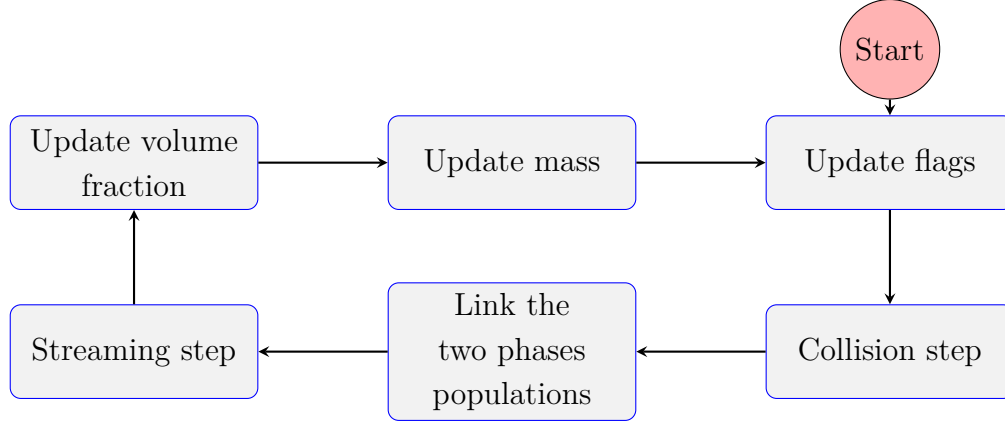 Start
Update volume
fraction
Update mass
Update flags
Link the
two phases
populations
Streaming step
Collision step